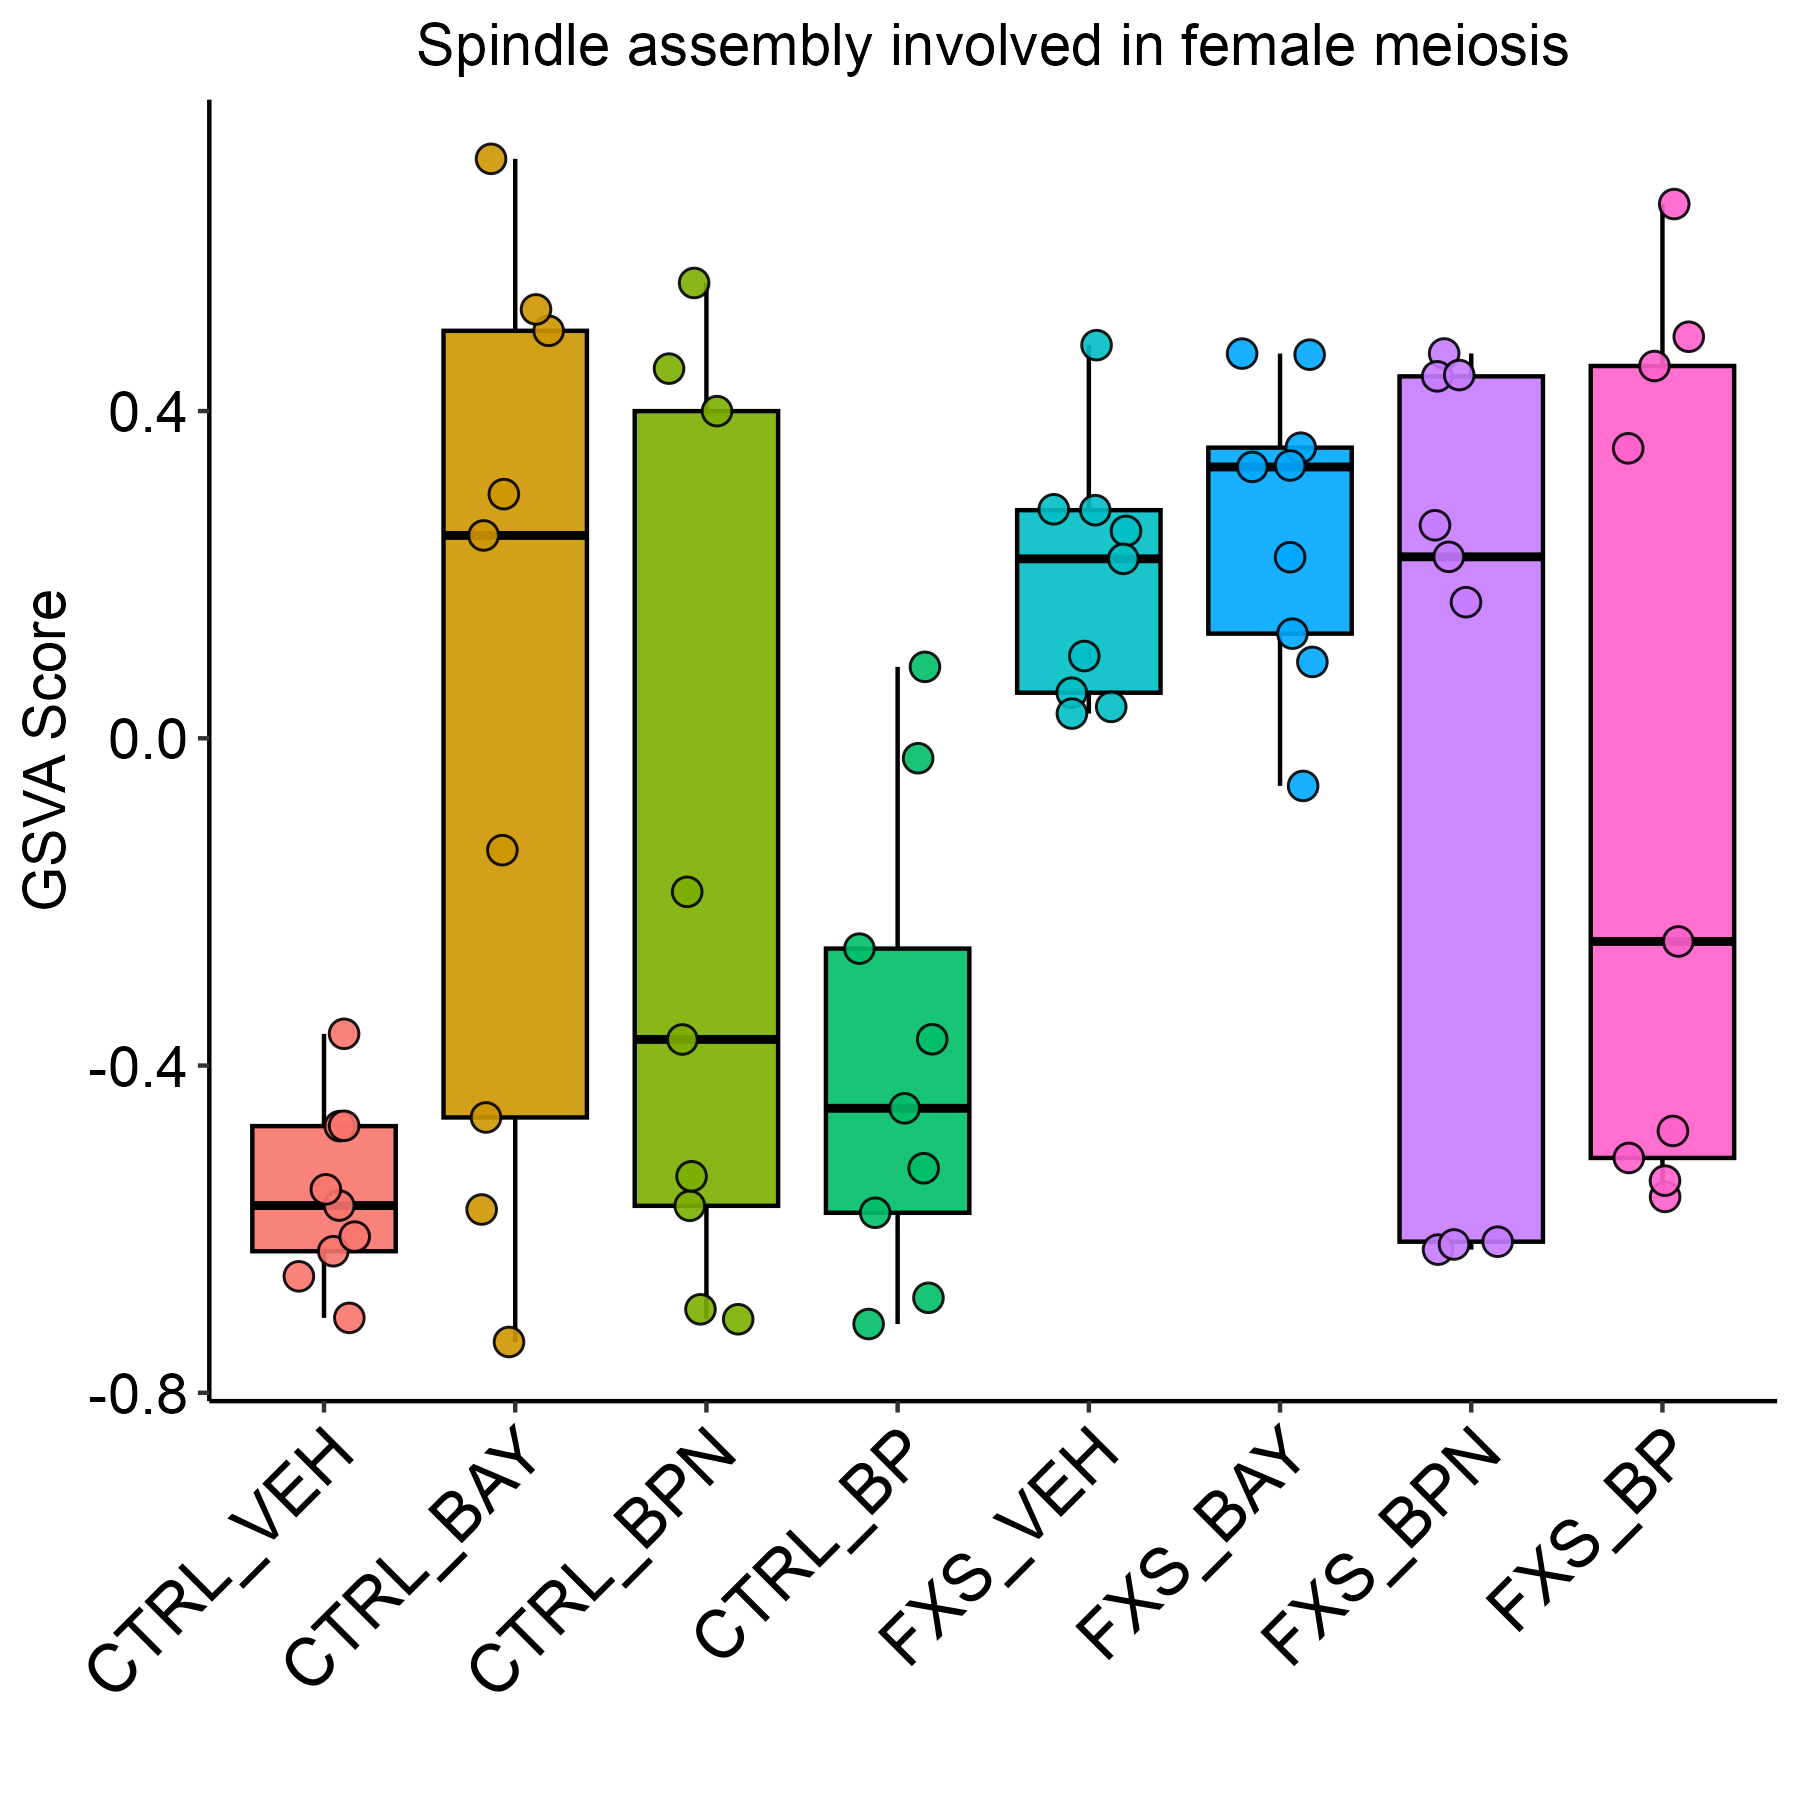 Spindle assembly involved in female meiosis
GSVA Score
0.4
0.0
-0.4
-0.8
CTRL_VEH
CTRL_BAY
CTRL_BPN
CTRL_BP
FXS_VEH
FXS_BAY
FXS_BPN
FXS_BP